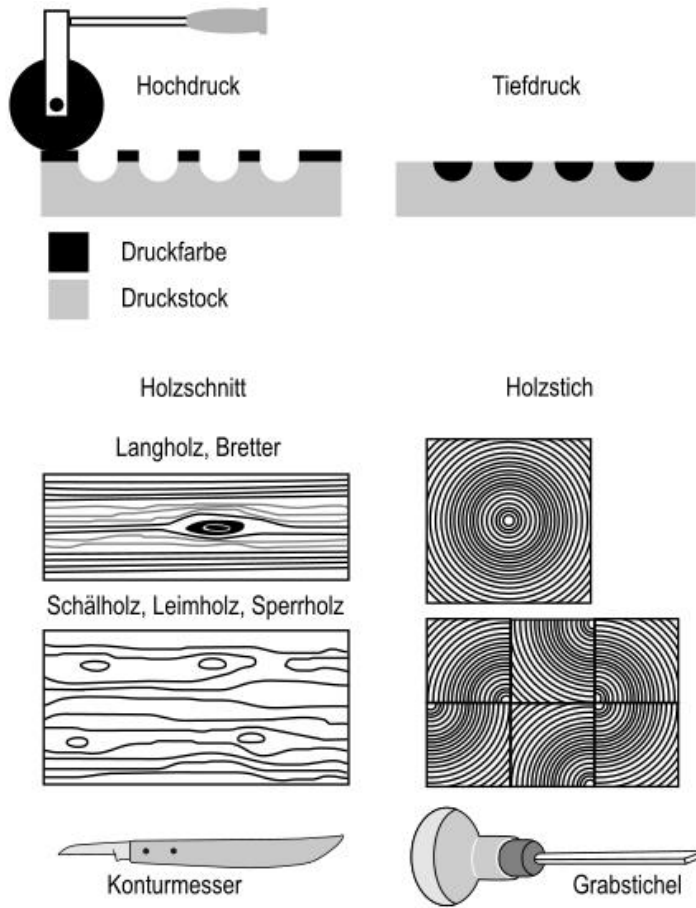 Hochdruck
Tiefdruck
Druckfarbe
Druckstock
Holzschnitt
Holzstich
Langholz, Bretter
Schälholz, Leimholz, Sperrholz
Konturmesser
Grabstichel